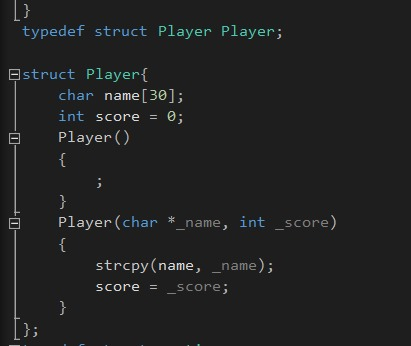 }
typedef struct Player Player;
struct Player{
char name[30];
int score = 0;
Player()
{
;
}
Player(char *_name, int _score)
{
strcpy(name, _name);
score = _score;
}
};